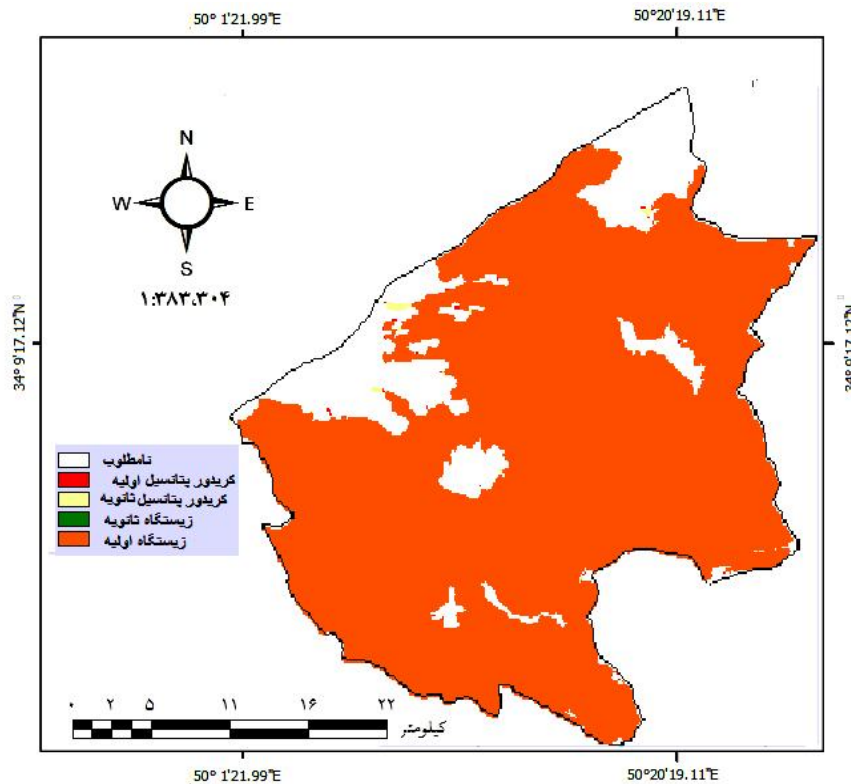 50° 1'21.99"E
50°20'19.11"E
N
W
E
S
۱:۳۸۳،۳۰۴
34° 9'17.12"N
34° 9'17.12"N
نامطلوب
کریدور پتانسیل اولیه
کریدور پتانسیل ثانویه
زیستگاه ثانویه
زیستگاه اولیه
۰ ۲ ۵ ۱۱ ۱۶ ۲۲
کیلومتر
50° 1'21.99"E
50°20'19.11"E